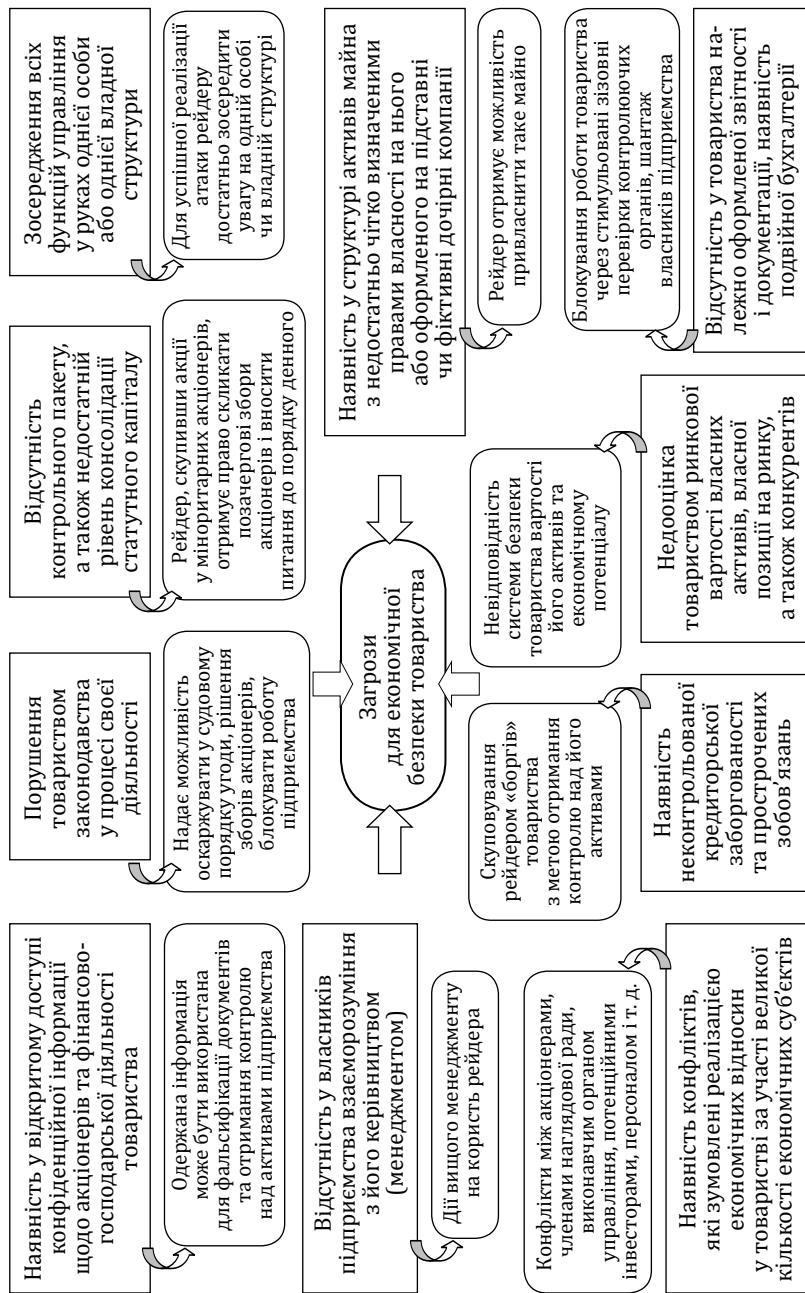 Наявність у відкритому доступі
конфіденційної інформації
щодо акціонерів та фінансово-
господарської діяльності
товариства
Одержана інформація
може бути використана
для фальсифікації документів
та отримання контролю
над активами підприємства
Порушення
товариством
законодавства
у процесі своєї
діяльності
Надає можливість
оскаржувати у судовому
порядку угоди, рішення
зборів акціонерів,
блокувати роботу
підприємства
Відсутність
контрольного пакету,
а також недостатній
рівень консолідації
статутного капіталу
Рейдер, скупивши акції
у міноритарних акціонерів,
отримує право скликати
позачергові збори
акціонерів і вносити
питання до порядку денного
Зосередження всіх
функцій управління
у руках однієї особи
або однієї владної
структури
Для успішної реалізації
атаки рейдеру
достатньо зосередити
увагу на одній особі
чи владній структурі
Відсутність у власників
підприємства взаєморозуміння
з його керівництвом
(менеджментом)
Дії вищого менеджменту
на користь рейдера
Загрози
для економічної
безпеки товариства
Наявність у структурі активів майна
з недостатньо чітко визначеними
правами власності на нього
або оформленого на підставні
чи фіктивні дочірні компанії
Рейдер отримує можливість
привласнити таке майно
Конфлікти між акціонерами,
членами наглядової ради,
виконавчим органом
управління, потенційними
інвесторами, персоналом і т. д.
Наявність конфліктів,
які зумовлені реалізацією
економічних відносин
у товаристві за участі великої
кількості економічних суб’єктів
Скуповування
рейдером «боргів»
товариства
з метою отримання
контролю над його
активами
Наявність
неконтрольованої
кредиторської
заборгованості
та прострочених
зобов’язань
Невідповідність
системи безпеки
товариства вартості
його активів та
економічному
потенціалу
Недооцінка
товариством ринкової
вартості власних
активів, власної
позиції на ринку,
а також конкурентів
Блокування роботи товариства
через стимульовані зізовні
перевірки контролюючих
органів, шантаж
власників підприємства
Відсутність у товариства на-
лежно оформленої звітності
і документації, наявність
подвійної бухгалтерії